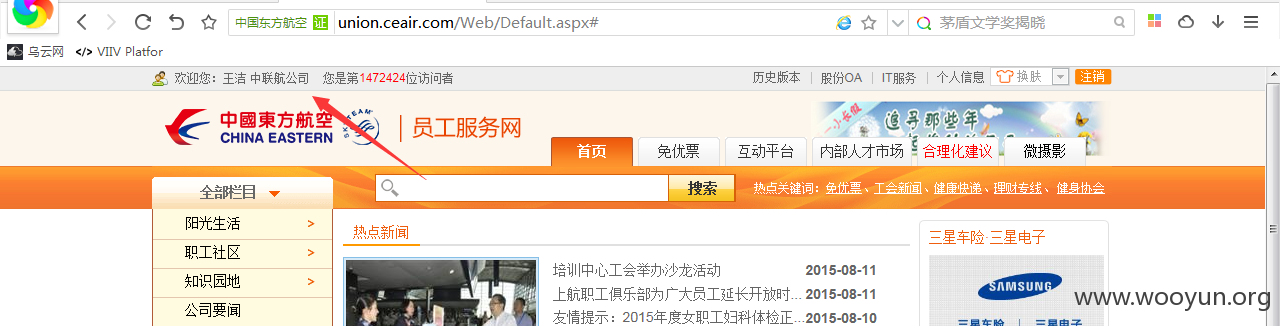 中国东方航空 证 union.ceair.com/Web/Default.aspx# 茅盾文学奖揭晓
乌云网 </> VIIV Platfor
欢迎您：王洁 中联航公司 您是第1472424位访问者 历史版本 | 股份OA | IT服务 | 个人信息 换肤 注销
中國東方航空
CHINA EASTERN
SKYTEAM
员工服务网
一小长假
追寻那些年
首页 免优票 互动平台 内部人才市场 合理化建议 微摄影
全部栏目
搜索
热点关键词：免优票、工会新闻、健康快递、理财专线、健身协会
阳光生活 >
职工社区 >
知识园地 >
公司要闻
热点新闻
培训中心工会举办沙龙活动 2015-08-11
上航职工俱乐部为广大员工延长开放时... 2015-08-11
友情提示：2015年度女职工妇科体检正... 2015-08-10
三星车险·三星电子
SAMSUNG
三星车险 | 三星电子
www.wooyun.org